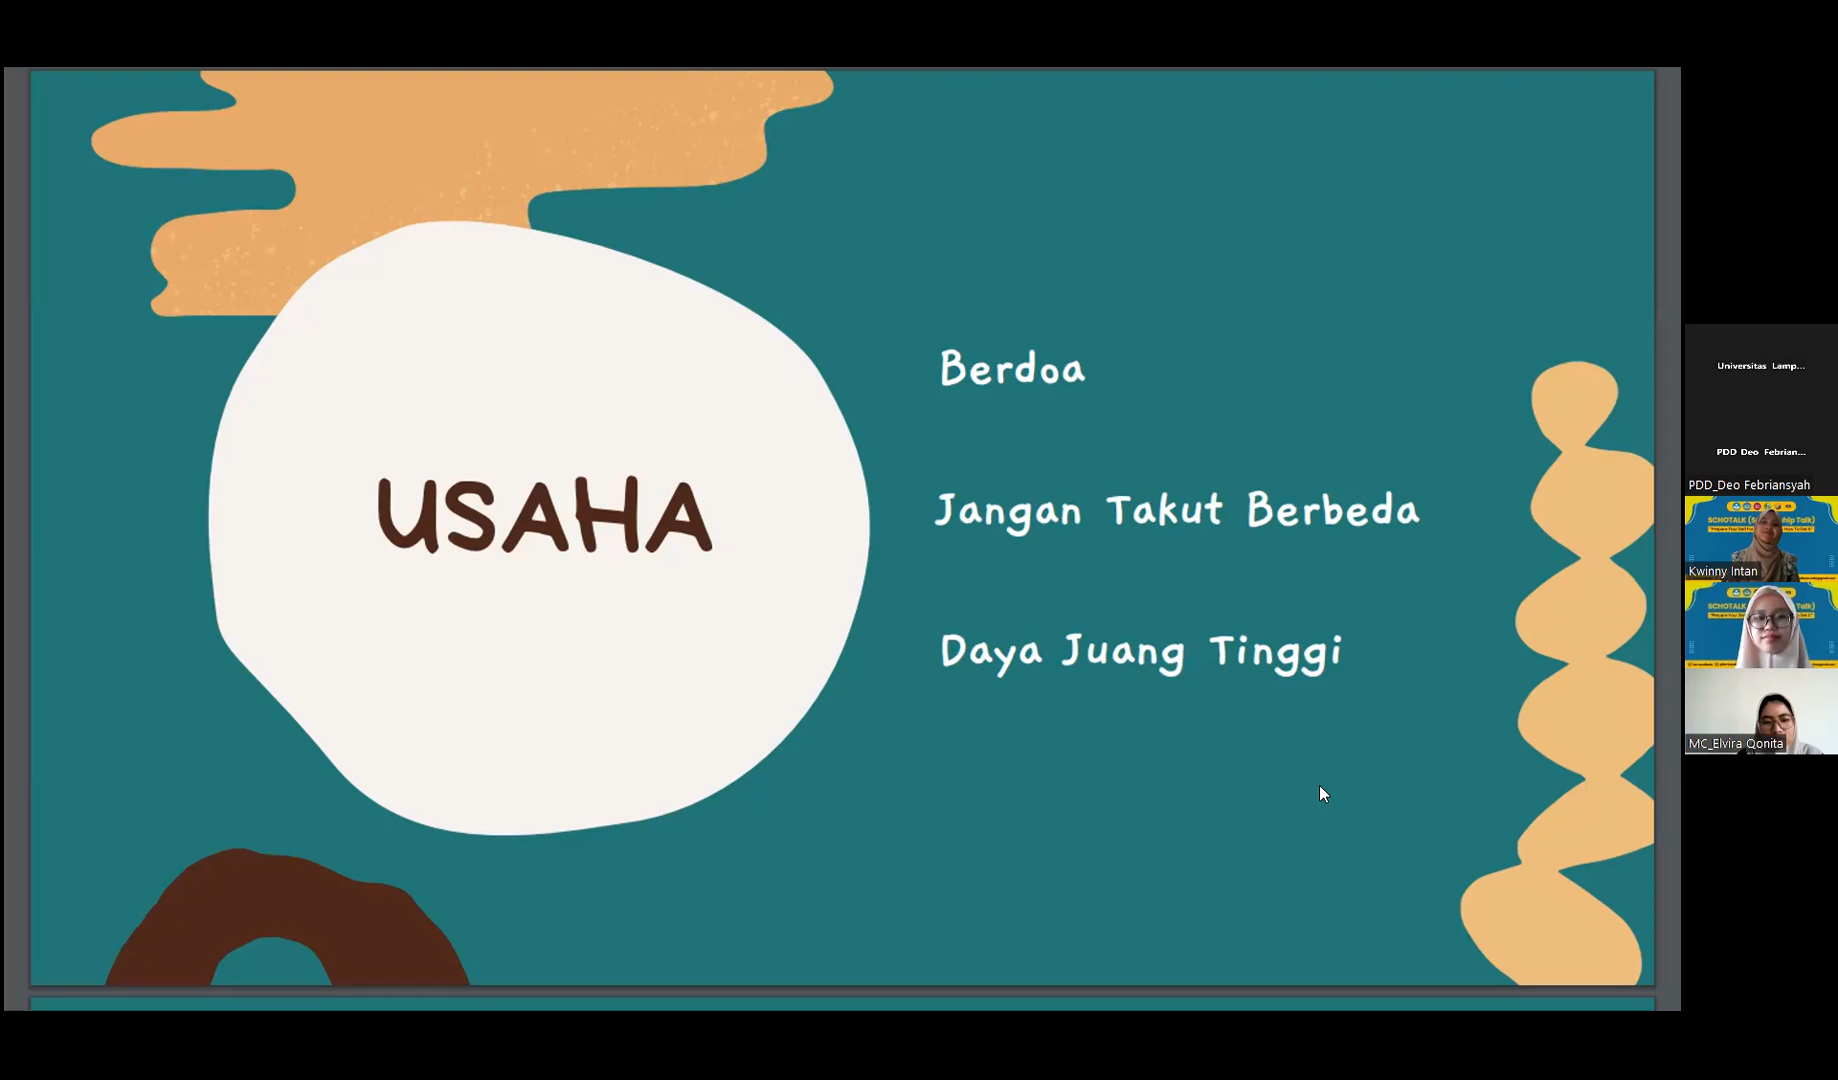 USAHA
Berdoa
Jangan Takut Berbeda
Daya Juang Tinggi
Universitas Lamp...
PDD Deo Febrian...
PDD_Deo Febriansyah
Kwinny Intan
MC_Elvira Qonita